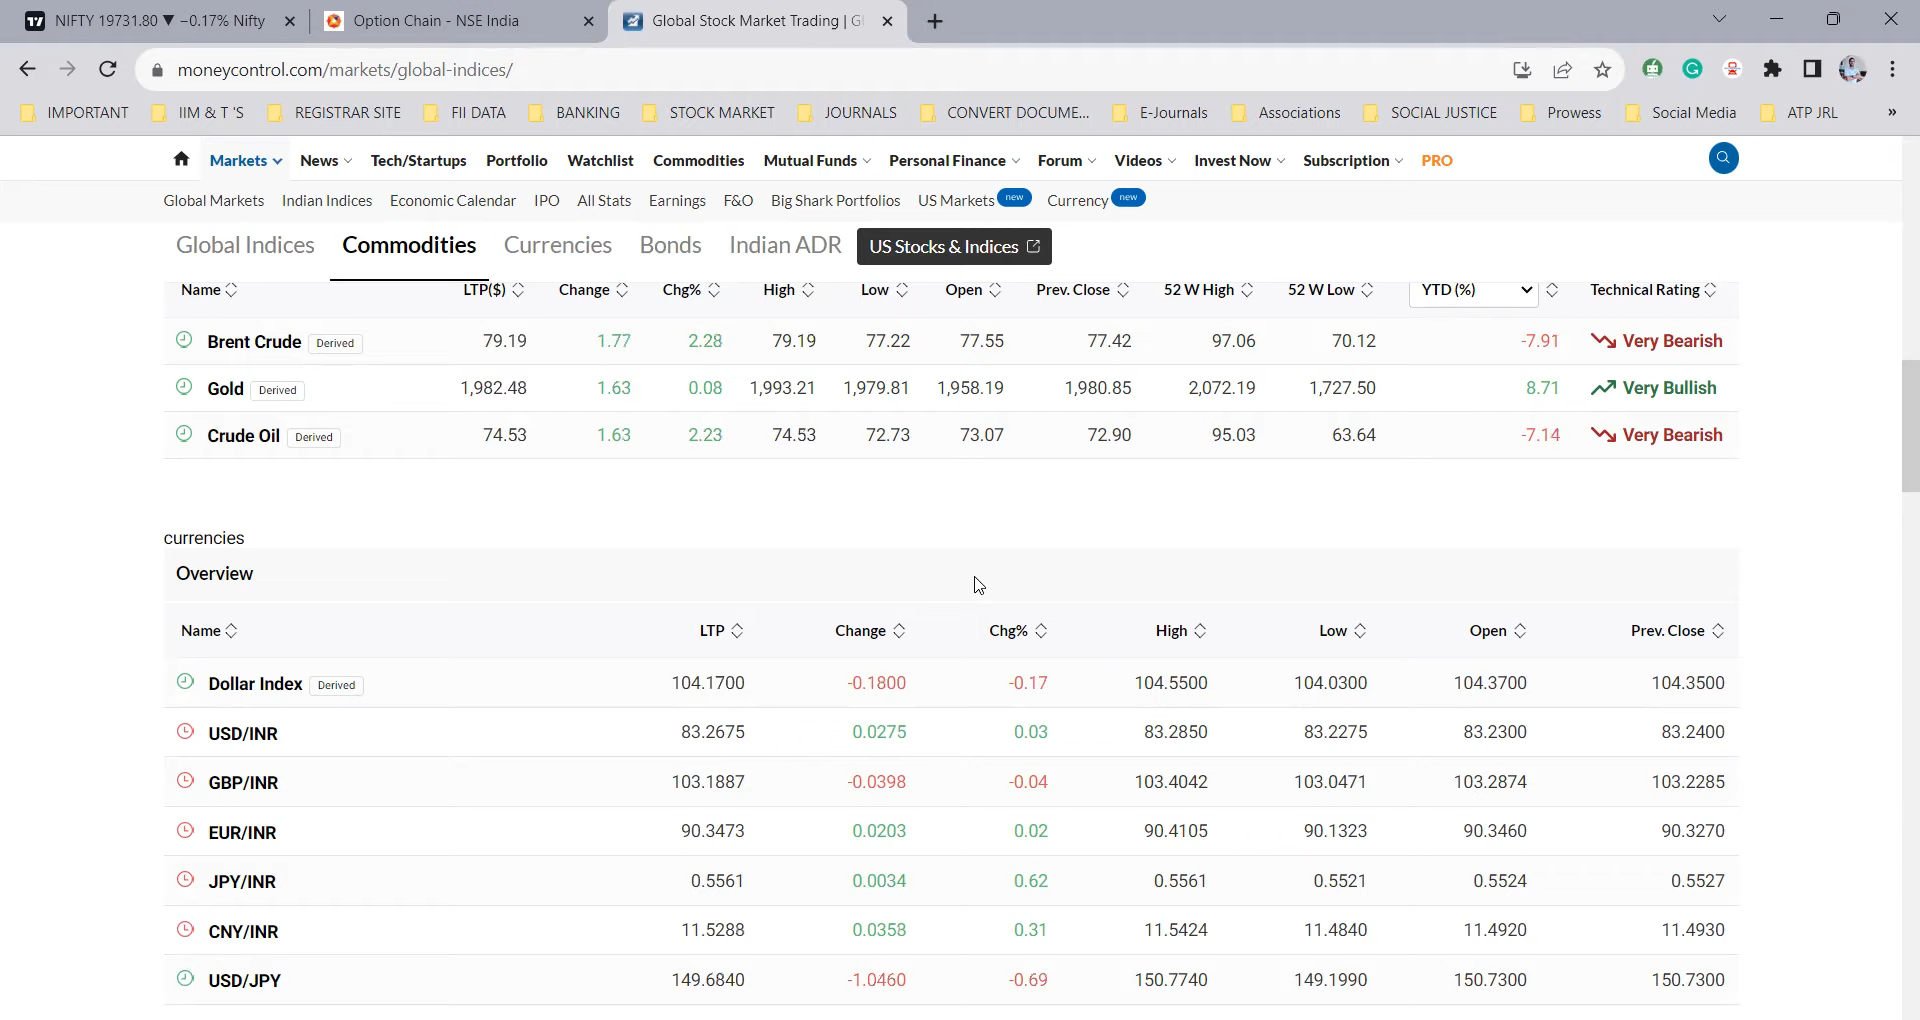 NIFTY 19731.80 ▼ −0.17% Nifty
Option Chain - NSE India
Global Stock Market Trading | Gl
moneycontrol.com/markets/global-indices/
IMPORTANT IIM & T 'S REGISTRAR SITE FII DATA BANKING STOCK MARKET JOURNALS CONVERT DOCUME... E-Journals Associations SOCIAL JUSTICE Prowess Social Media ATP JRL »
Markets News Tech/Startups Portfolio Watchlist Commodities Mutual Funds Personal Finance Forum Videos Invest Now Subscription PRO
Global Markets Indian Indices Economic Calendar IPO All Stats Earnings F&O Big Shark Portfolios US Markets new Currency new
Global Indices Commodities Currencies Bonds Indian ADR US Stocks & Indices
Name LTP($) Change Chg% High Low Open Prev. Close 52 W High 52 W Low YTD (%) Technical Rating
Brent Crude Derived 79.19 1.77 2.28 79.19 77.22 77.55 77.42 97.06 70.12 -7.91 Very Bearish
Gold Derived 1,982.48 1.63 0.08 1,993.21 1,979.81 1,958.19 1,980.85 2,072.19 1,727.50 8.71 Very Bullish
Crude Oil Derived 74.53 1.63 2.23 74.53 72.73 73.07 72.90 95.03 63.64 -7.14 Very Bearish
currencies
Overview
Name LTP Change Chg% High Low Open Prev. Close
Dollar Index Derived 104.1700 -0.1800 -0.17 104.5500 104.0300 104.3700 104.3500
USD/INR 83.2675 0.0275 0.03 83.2850 83.2275 83.2300 83.2400
GBP/INR 103.1887 -0.0398 -0.04 103.4042 103.0471 103.2874 103.2285
EUR/INR 90.3473 0.0203 0.02 90.4105 90.1323 90.3460 90.3270
JPY/INR 0.5561 0.0034 0.62 0.5561 0.5521 0.5524 0.5527
CNY/INR 11.5288 0.0358 0.31 11.5424 11.4840 11.4920 11.4930
USD/JPY 149.6840 -1.0460 -0.69 150.7740 149.1990 150.7300 150.7300